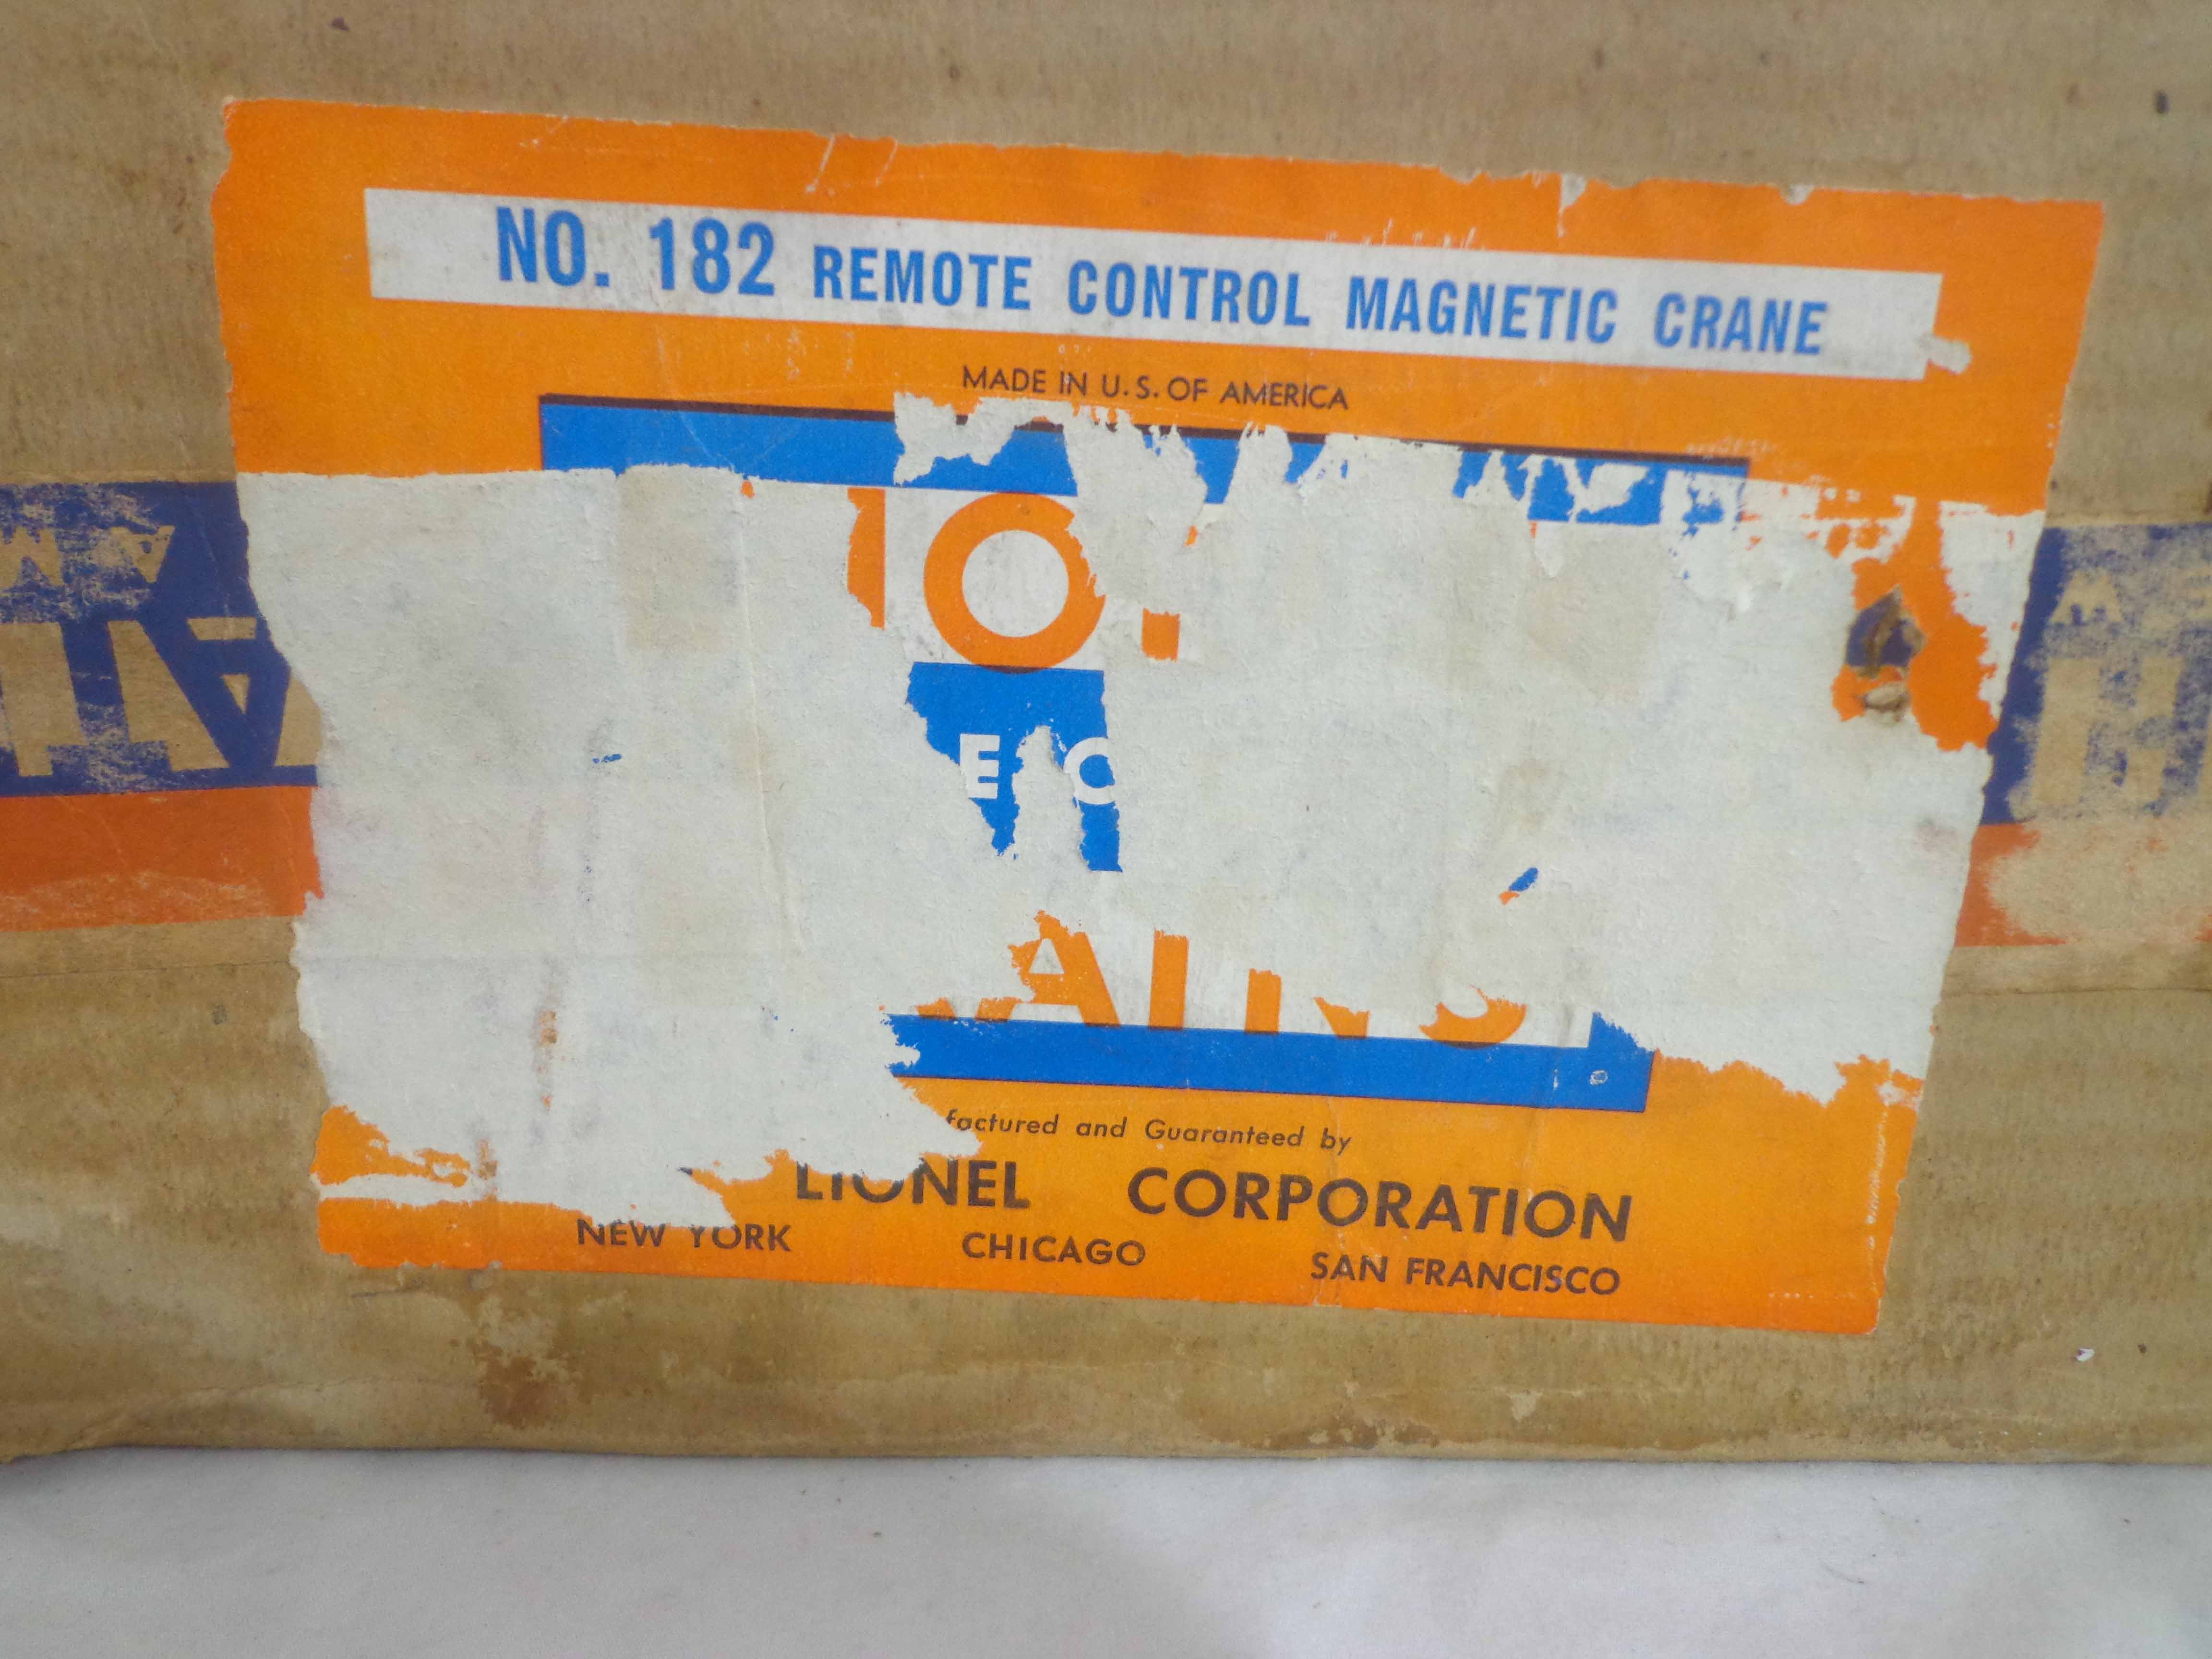 NO. 182 REMOTE CONTROL MAGNETIC CRANE
MADE IN U.S. OF AMERICA
factured and Guaranteed by
LIONEL CORPORATION
NEW YORK CHICAGO SAN FRANCISCO